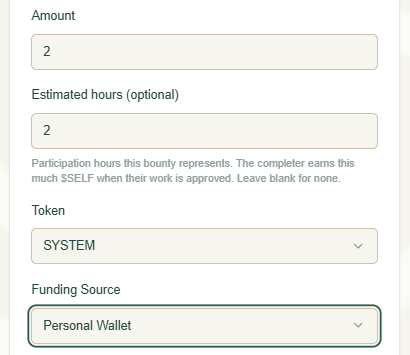 Amount
2
Estimated hours (optional)
2
Participation hours this bounty represents. The completer earns this
much $SELF when their work is approved. Leave blank for none.
Token
SYSTEM
Funding Source
Personal Wallet